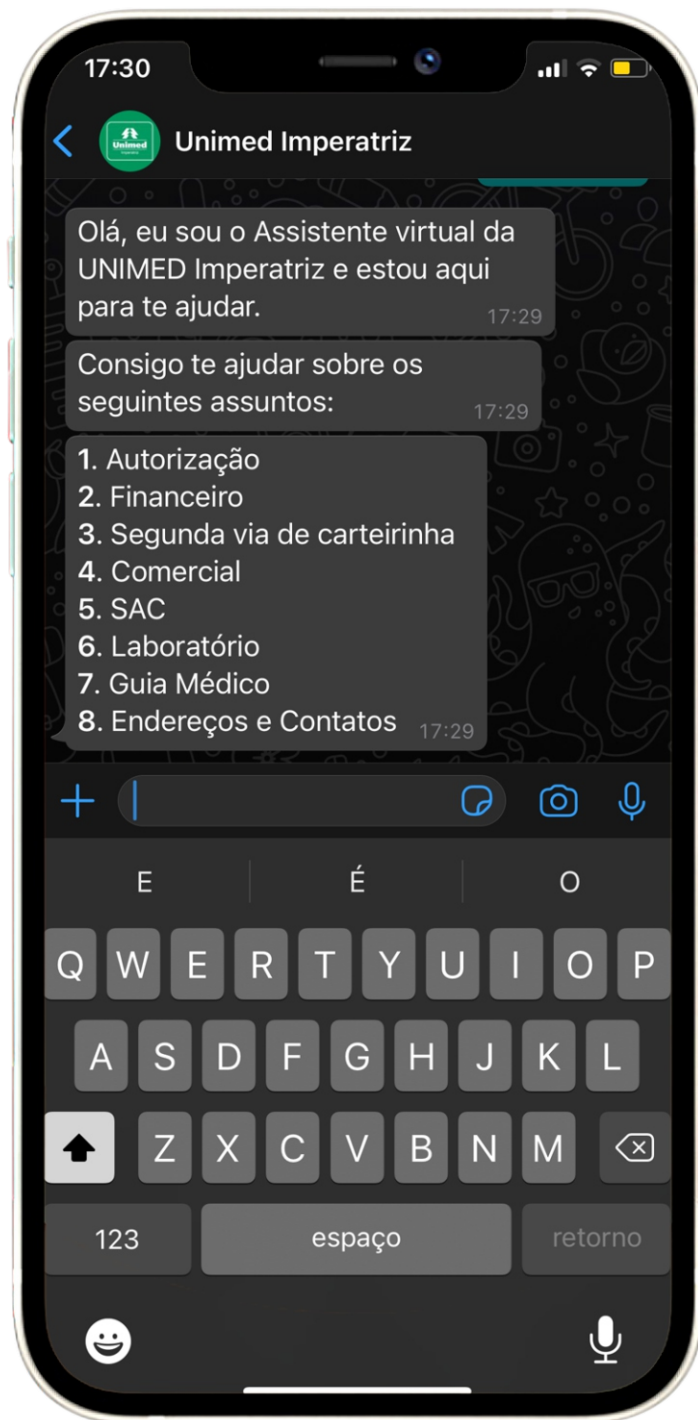 17:30
Unimed
Unimed Imperatriz
Olá, eu sou o Assistente virtual da
UNIMED Imperatriz e estou aqui
para te ajudar.
17:29
Consigo te ajudar sobre os
seguintes assuntos:
17:29
1. Autorização
2. Financeiro
3. Segunda via de carteirinha
4. Comercial
5. SAC
6. Laboratório
7. Guia Médico
8. Endereços e Contatos 17:29
E É O
Q W E R T Y U I O P
A S D F G H J K L
Z X C V B N M
123 espaço retorno